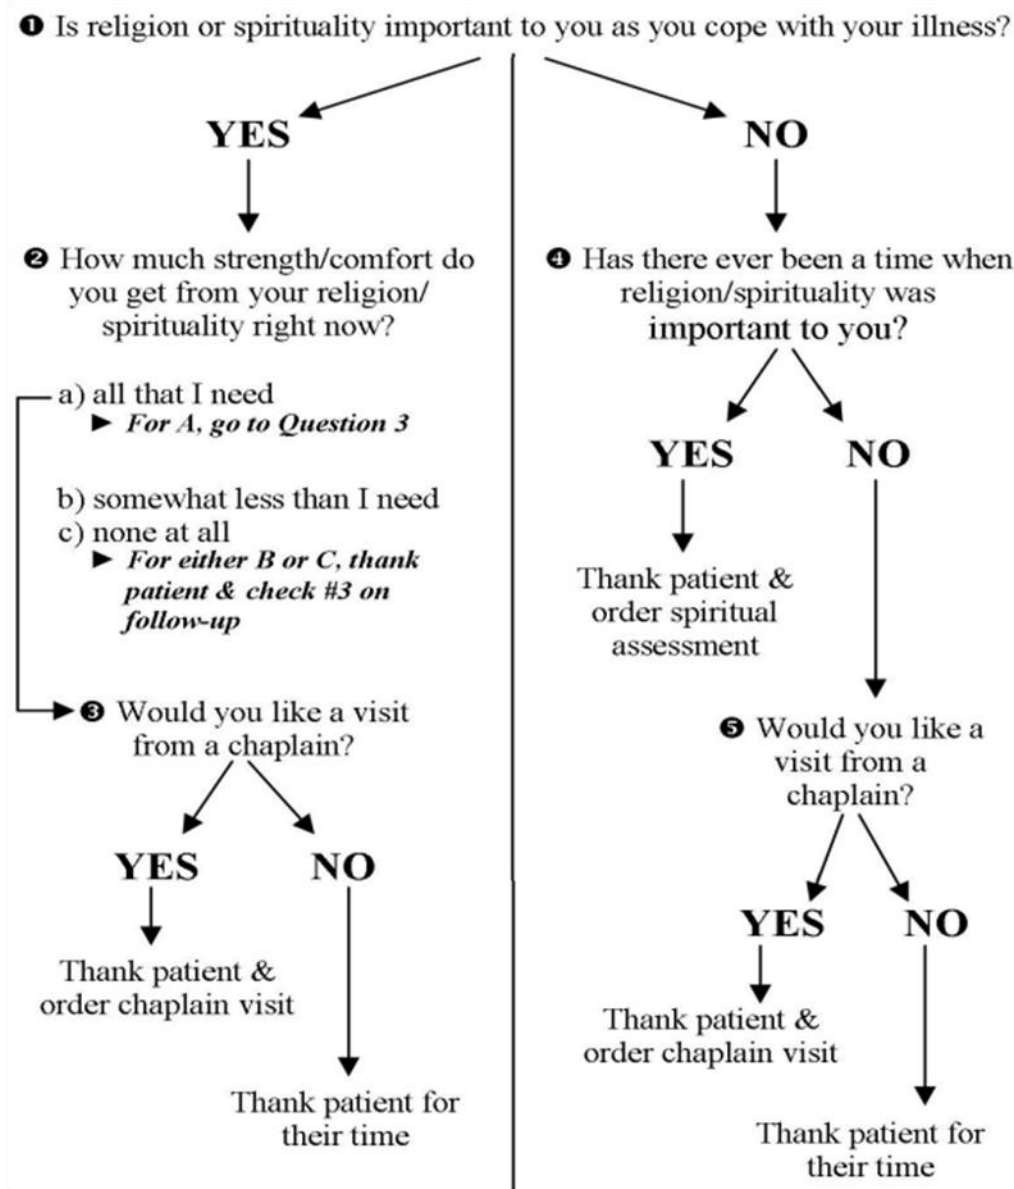 ❶ Is religion or spirituality important to you as you cope with your illness?
YES
❷ How much strength/comfort do
you get from your religion/
spirituality right now?
a) all that I need
► For A, go to Question 3
b) somewhat less than I need
c) none at all
► For either B or C, thank
patient & check #3 on
follow-up
❸ Would you like a visit
from a chaplain?
YES
NO
Thank patient &
order chaplain visit
Thank patient for
their time
NO
❹ Has there ever been a time when
religion/spirituality was
important to you?
YES
NO
Thank patient &
order spiritual
assessment
❺ Would you like a
visit from a
chaplain?
YES
NO
Thank patient &
order chaplain visit
Thank patient for
their time